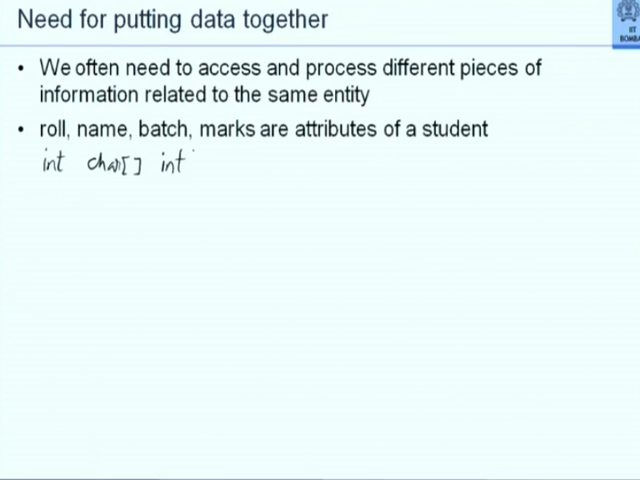 Need for putting data together
IIT
BOMBA
• We often need to access and process different pieces of
information related to the same entity
• roll, name, batch, marks are attributes of a student
int char[] int